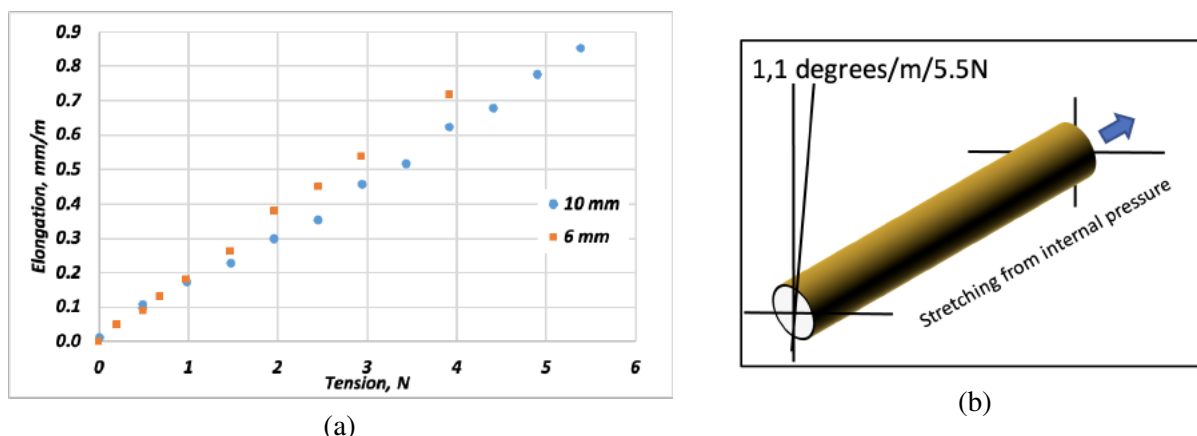 0.9
0.8
0.7
0.6
0.5
0.4
0.3
0.2
0.1
0.0
Elongation, mm/m
10 mm
6 mm
0 1 2 3 4 5 6
Tension, N
(a)
1,1 degrees/m/5.5N
Stretching from internal pressure
(b)